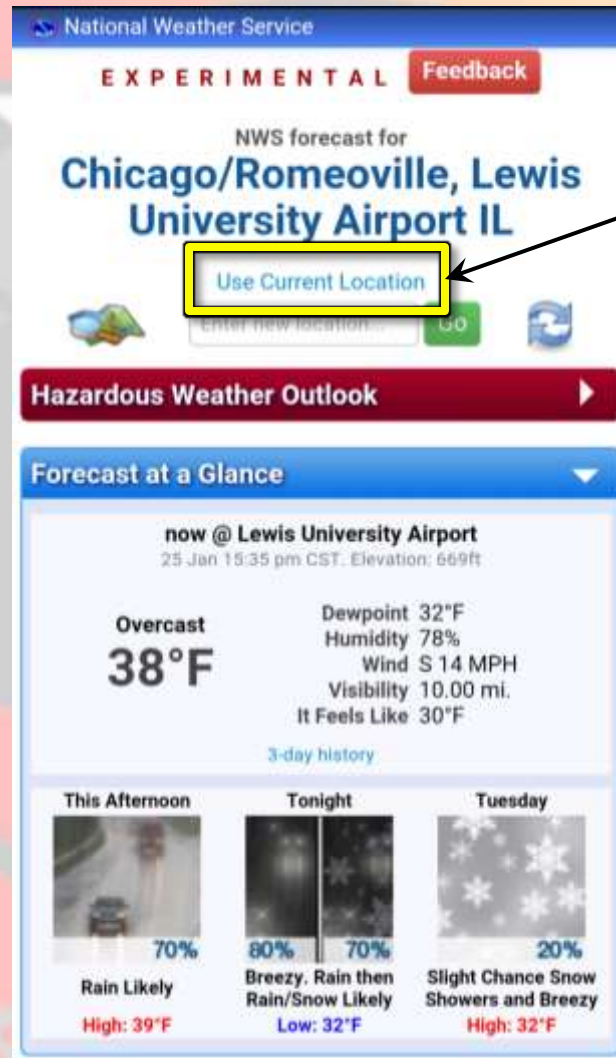 National Weather Service
EXPERIMENTAL Feedback
NWS forecast for
Chicago/Romeoville, Lewis
University Airport IL
Use Current Location
Enter new location... Go
Hazardous Weather Outlook
Forecast at a Glance
now @ Lewis University Airport
25 Jan 15:35 pm CST. Elevation: 669ft
Overcast
38°F
Dewpoint 32°F
Humidity 78%
Wind S 14 MPH
Visibility 10.00 mi.
It Feels Like 30°F
3-day history
This Afternoon
70%
Rain Likely
High: 39°F
Tonight
80% 70%
Breezy. Rain then
Rain/Snow Likely
Low: 32°F
Tuesday
20%
Slight Chance Snow
Showers and Breezy
High: 32°F